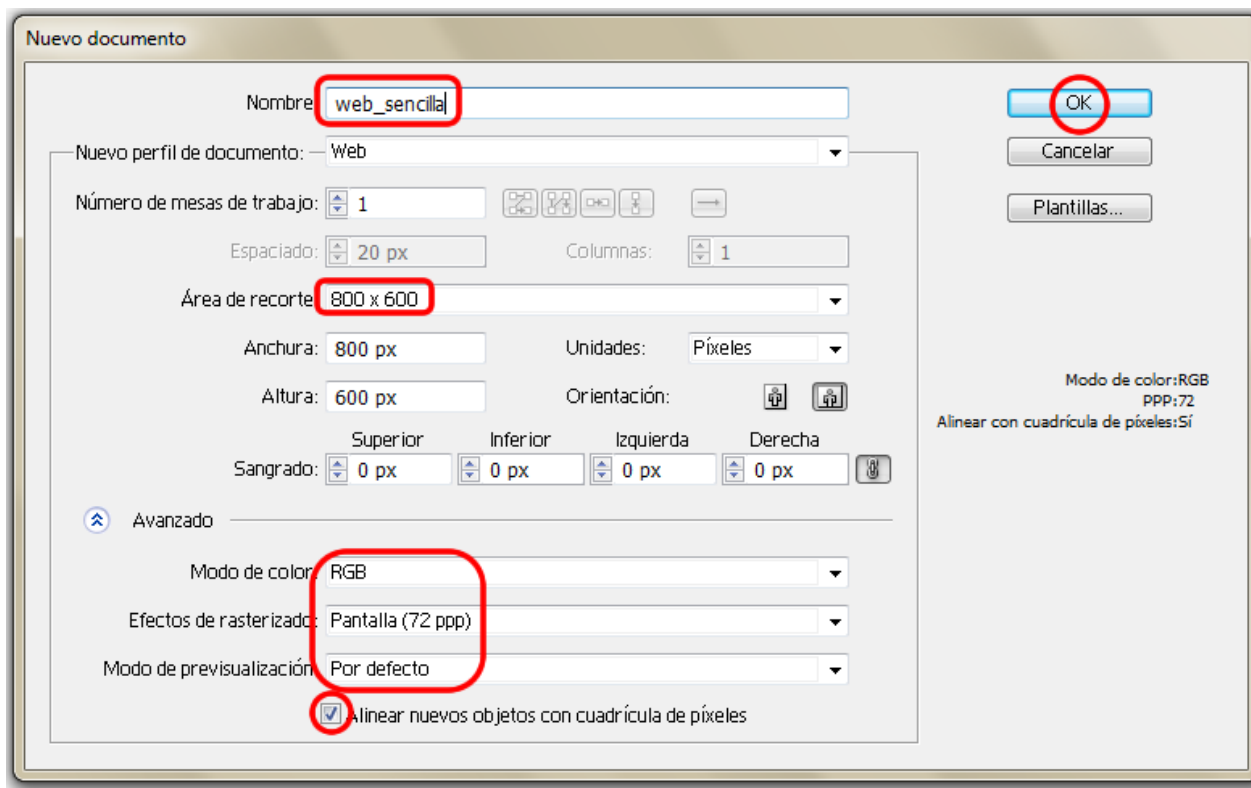 Nuevo documento
Nombre web_sencilla OK
Nuevo perfil de documento: Web Cancelar
Número de mesas de trabajo: 1 Plantillas...
Espaciado: 20 px Columnas: 1
Área de recorte 800 x 600
Anchura: 800 px Unidades: Píxeles
Altura: 600 px Orientación:
Modo de color:RGB
PPP:72
Alinear con cuadrícula de píxeles:Sí
Superior Inferior Izquierda Derecha
Sangrado: 0 px 0 px 0 px 0 px
Avanzado
Modo de color: RGB
Efectos de rasterizado: Pantalla (72 ppp)
Modo de previsualización Por defecto
Alinear nuevos objetos con cuadrícula de píxeles